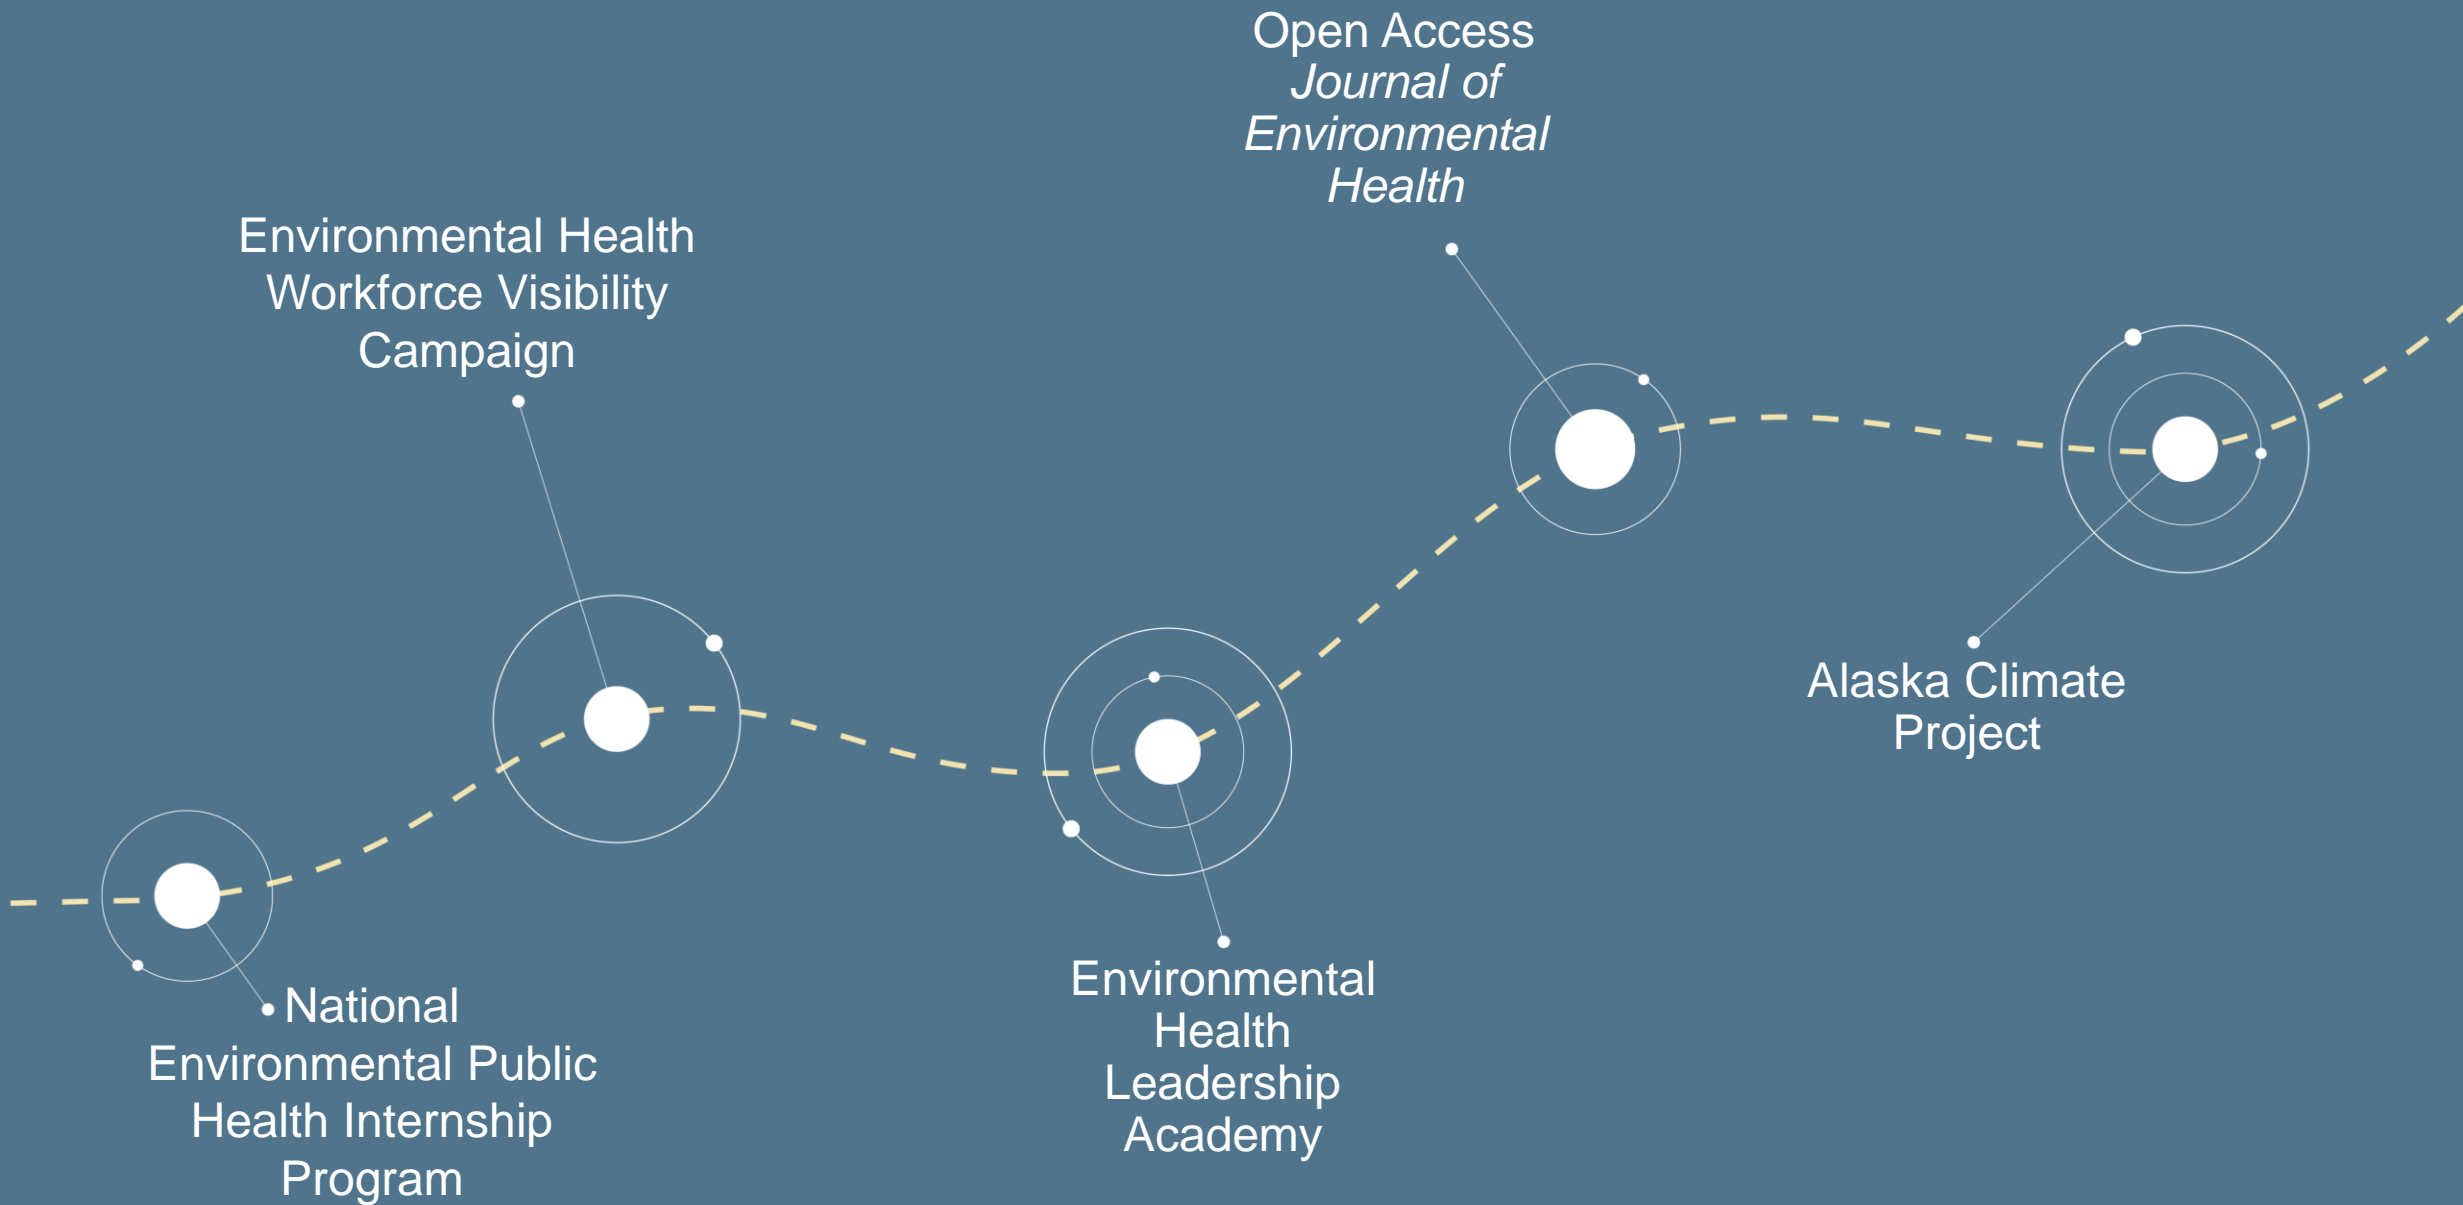 Open Access
Journal of
Environmental
Health
Environmental Health
Workforce Visibility
Campaign
Alaska Climate
Project
National
Environmental Public
Health Internship
Program
Environmental
Health
Leadership
Academy